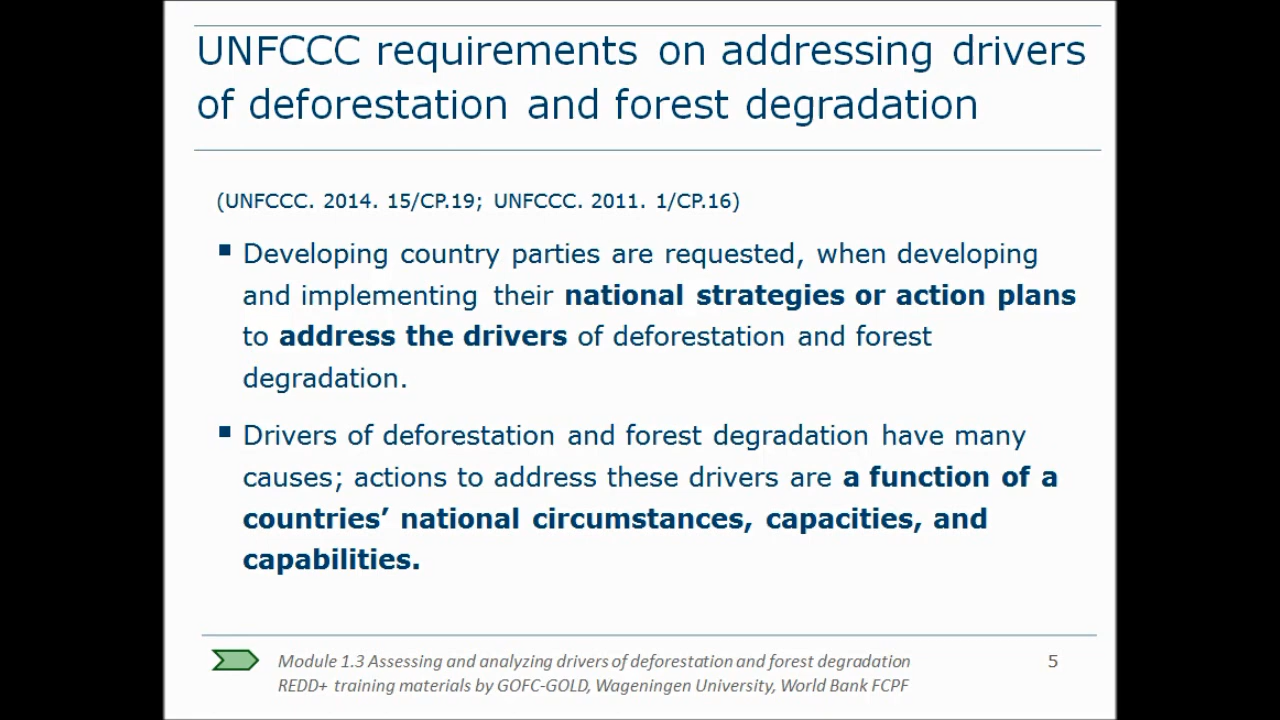 UNFCCC requirements on addressing drivers
of deforestation and forest degradation
(UNFCCC. 2014. 15/CP.19; UNFCCC. 2011. 1/CP.16)
Developing country parties are requested, when developing
and implementing their national strategies or action plans
to address the drivers of deforestation and forest
degradation.
Drivers of deforestation and forest degradation have many
causes; actions to address these drivers are a function of a
countries’ national circumstances, capacities, and
capabilities.
Module 1.3 Assessing and analyzing drivers of deforestation and forest degradation
REDD+ training materials by GOFC-GOLD, Wageningen University, World Bank FCPF
5